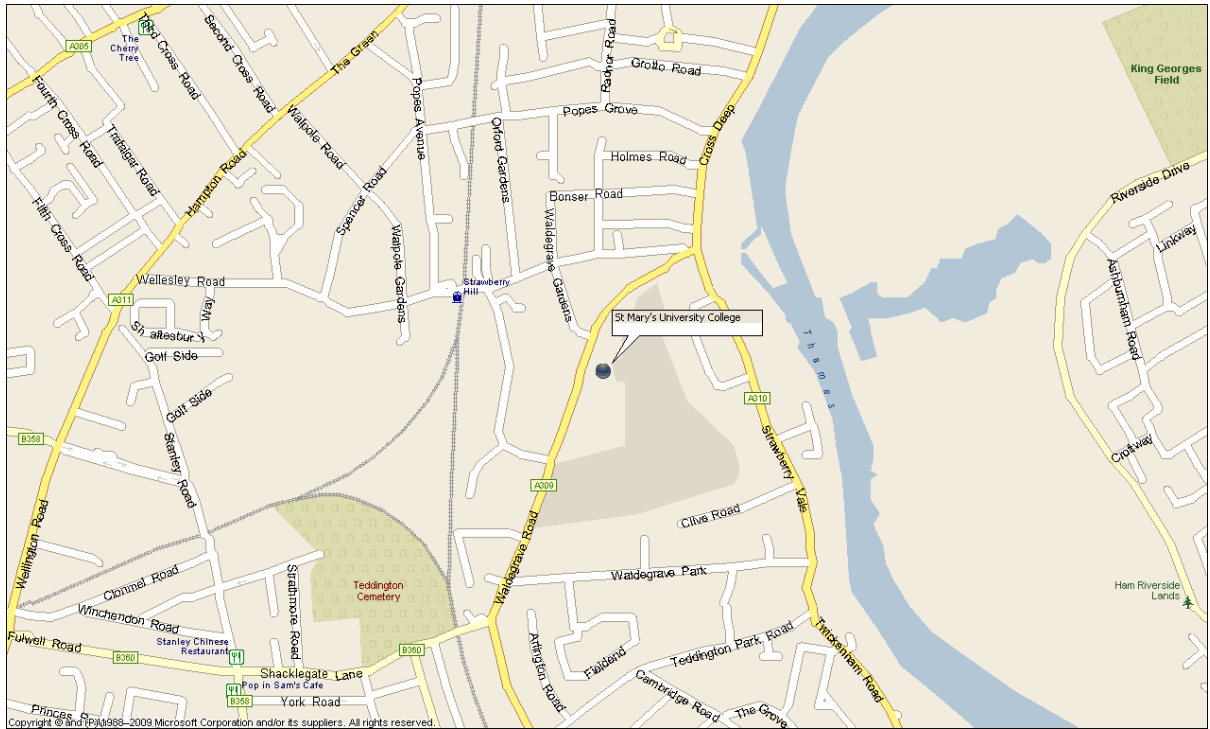 A305
The
Cherry
Tree
Third Cross Road
Second Cross Road
The Green
Radnor Road
Grotto Road
King Georges
Field
Fourth Cross Road
Trafalgar Road
Walpole Road
Popes Avenue
Popes Grove
Cross Deep
Hampton Road
Orford Gardens
Holmes Road
Riverside Drive
Fifth Cross Road
Spencer Road
Bonser Road
Linkway
Walpole Gardens
Waldegrave Gardens
Ashburnham Road
Wellesley Road
Strawberry
Hill
A311
Way
Shaftesbury
St Mary's University College
Thames
Golf Side
Golf Side
A310
B358
Stanley Road
Strawberry Vale
Croftway
A309
Wellington Road
Waldegrave Road
Clive Road
Clonmel Road
Strathmore Road
Teddington
Cemetery
Waldegrave Park
Ham Riverside
Lands
Winchendon Road
Fulwell Road
Stanley Chinese
Restaurant
B360
B360
Arlington Road
Fieldend
Teddington Park Road
Twickenham Road
Shacklegate Lane
Pop in Sam's Cafe
B358
York Road
Cambridge Road
The Grove
Princes
Copyright © and (P) 1988–2009 Microsoft Corporation and/or its suppliers. All rights reserved.